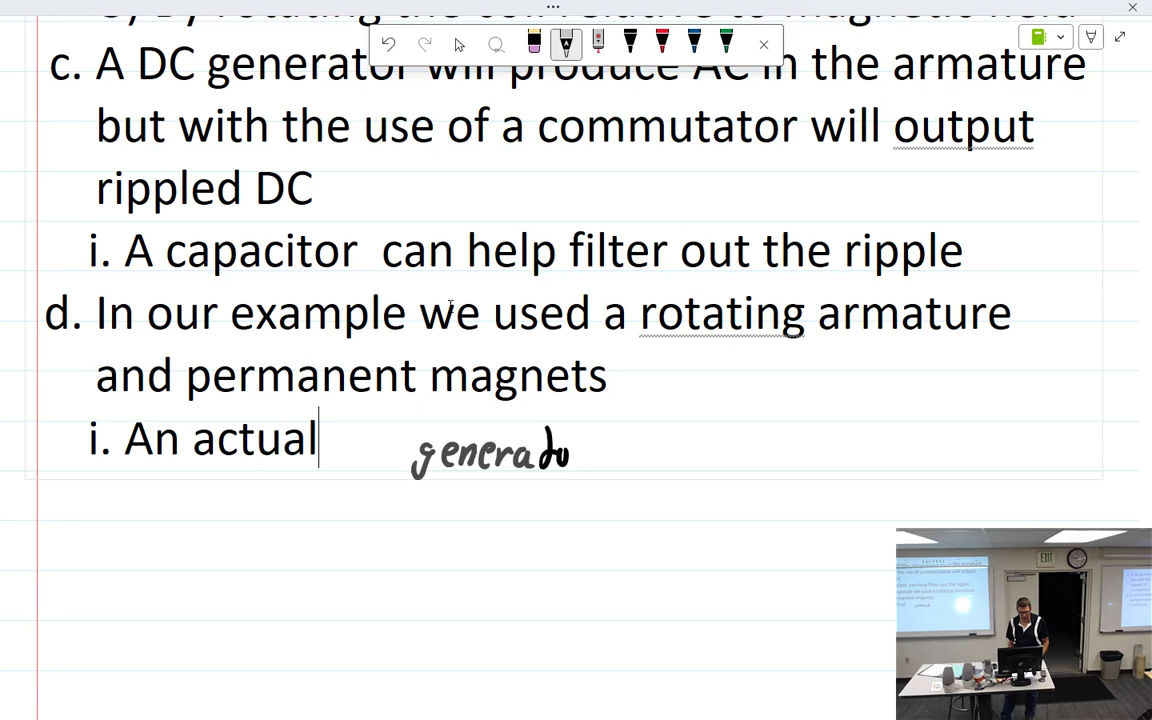 c. A DC generator will produce AC in the armature
but with the use of a commutator will output
rippled DC
i. A capacitor can help filter out the ripple
d. In our example we used a rotating armature
and permanent magnets
i. An actual